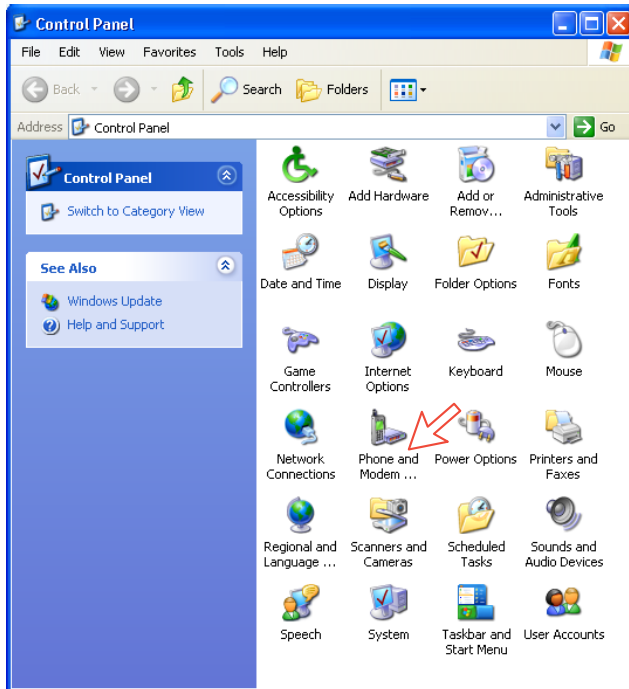 Control Panel
File Edit View Favorites Tools Help
Back Search Folders
Address Control Panel Go
Control Panel
Switch to Category View
See Also
Windows Update
Help and Support
Accessibility Options
Add Hardware
Add or Remov...
Administrative Tools
Date and Time
Display
Folder Options
Fonts
Game Controllers
Internet Options
Keyboard
Mouse
Network Connections
Phone and Modem ...
Power Options
Printers and Faxes
Regional and Language ...
Scanners and Cameras
Scheduled Tasks
Sounds and Audio Devices
Speech
System
Taskbar and Start Menu
User Accounts